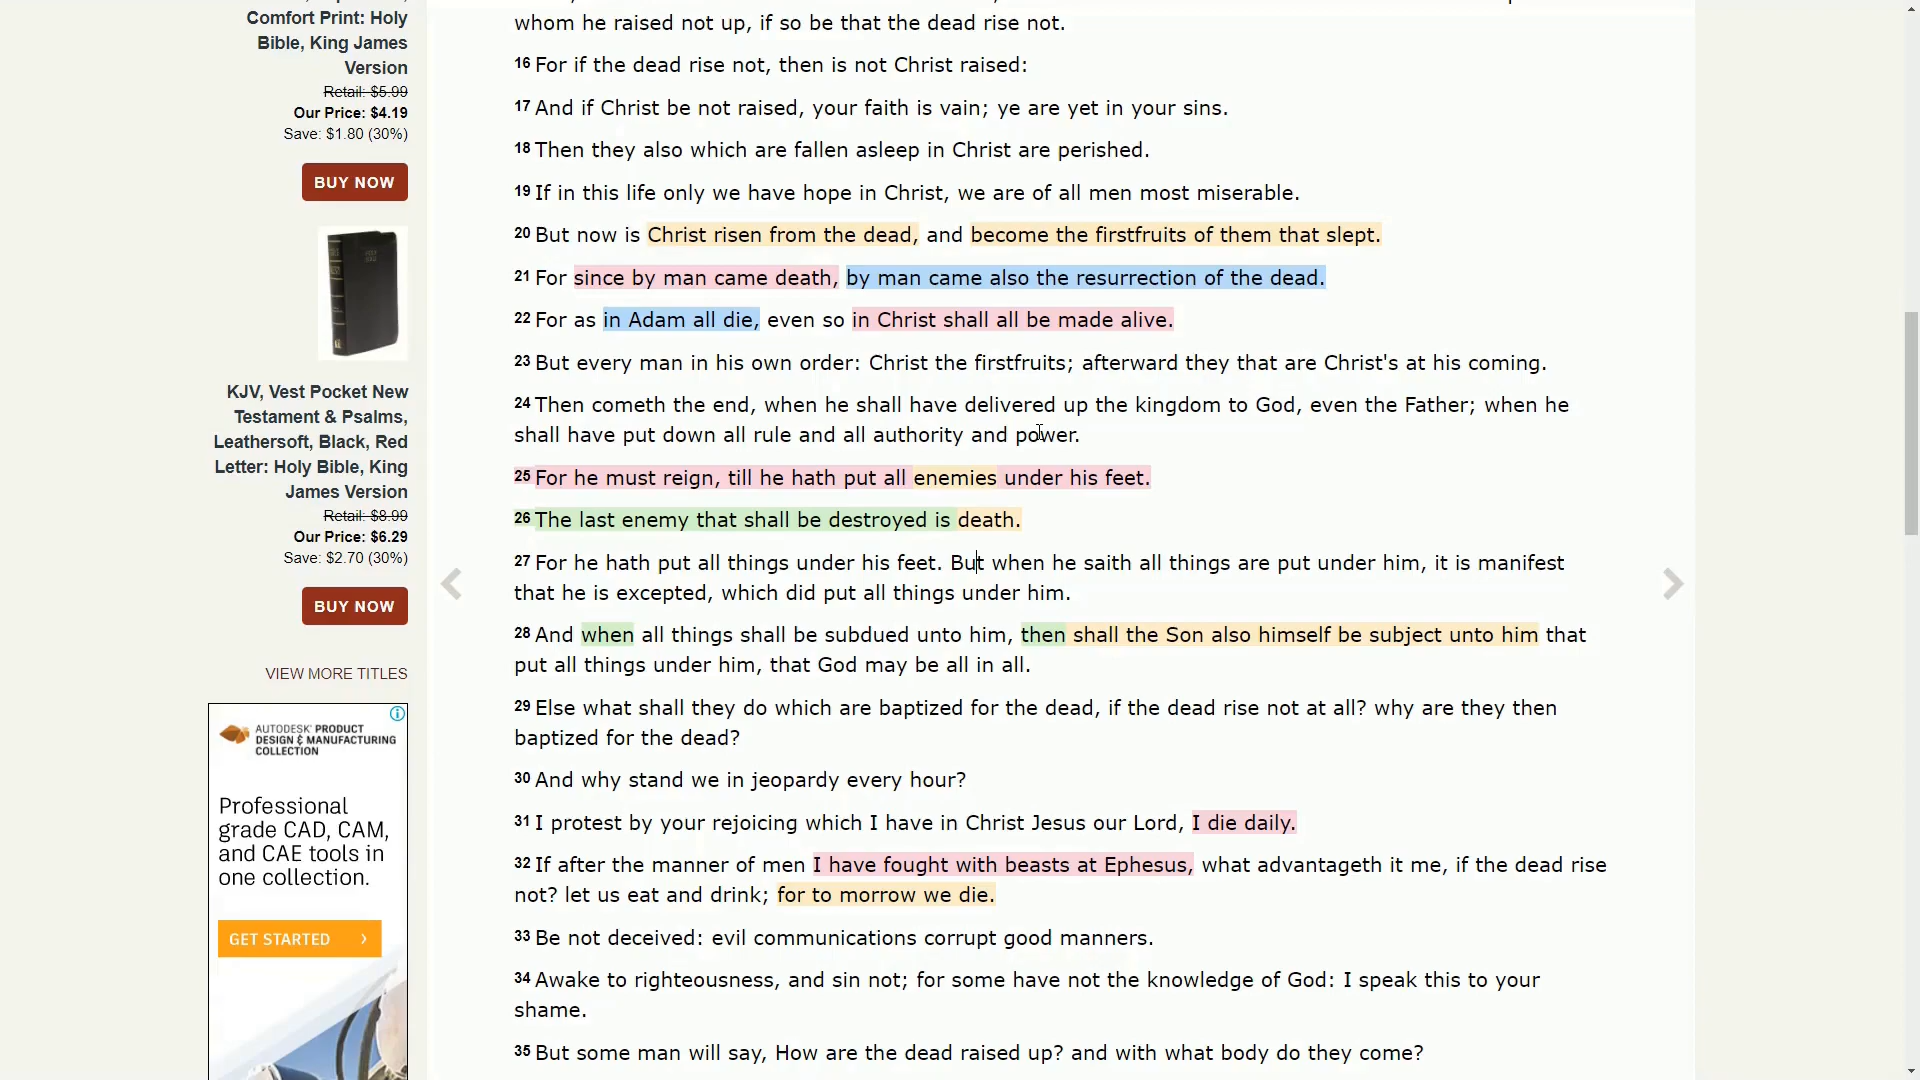 Comfort Print: Holy
Bible, King James
Version
Retail: $5.99
Our Price: $4.19
Save: $1.80 (30%)
BUY NOW
KJV, Vest Pocket New
Testament & Psalms,
Leathersoft, Black, Red
Letter: Holy Bible, King
James Version
Retail: $8.99
Our Price: $6.29
Save: $2.70 (30%)
BUY NOW
VIEW MORE TITLES
AUTODESK® PRODUCT
DESIGN & MANUFACTURING
COLLECTION
Professional
grade CAD, CAM,
and CAE tools in
one collection.
GET STARTED
whom he raised not up, if so be that the dead rise not.
16 For if the dead rise not, then is not Christ raised:
17 And if Christ be not raised, your faith is vain; ye are yet in your sins.
18 Then they also which are fallen asleep in Christ are perished.
19 If in this life only we have hope in Christ, we are of all men most miserable.
20 But now is Christ risen from the dead, and become the firstfruits of them that slept.
21 For since by man came death, by man came also the resurrection of the dead.
22 For as in Adam all die, even so in Christ shall all be made alive.
23 But every man in his own order: Christ the firstfruits; afterward they that are Christ's at his coming.
24 Then cometh the end, when he shall have delivered up the kingdom to God, even the Father; when he
shall have put down all rule and all authority and power.
25 For he must reign, till he hath put all enemies under his feet.
26 The last enemy that shall be destroyed is death.
27 For he hath put all things under his feet. But when he saith all things are put under him, it is manifest
that he is excepted, which did put all things under him.
28 And when all things shall be subdued unto him, then shall the Son also himself be subject unto him that
put all things under him, that God may be all in all.
29 Else what shall they do which are baptized for the dead, if the dead rise not at all? why are they then
baptized for the dead?
30 And why stand we in jeopardy every hour?
31 I protest by your rejoicing which I have in Christ Jesus our Lord, I die daily.
32 If after the manner of men I have fought with beasts at Ephesus, what advantageth it me, if the dead rise
not? let us eat and drink; for to morrow we die.
33 Be not deceived: evil communications corrupt good manners.
34 Awake to righteousness, and sin not; for some have not the knowledge of God: I speak this to your
shame.
35 But some man will say, How are the dead raised up? and with what body do they come?